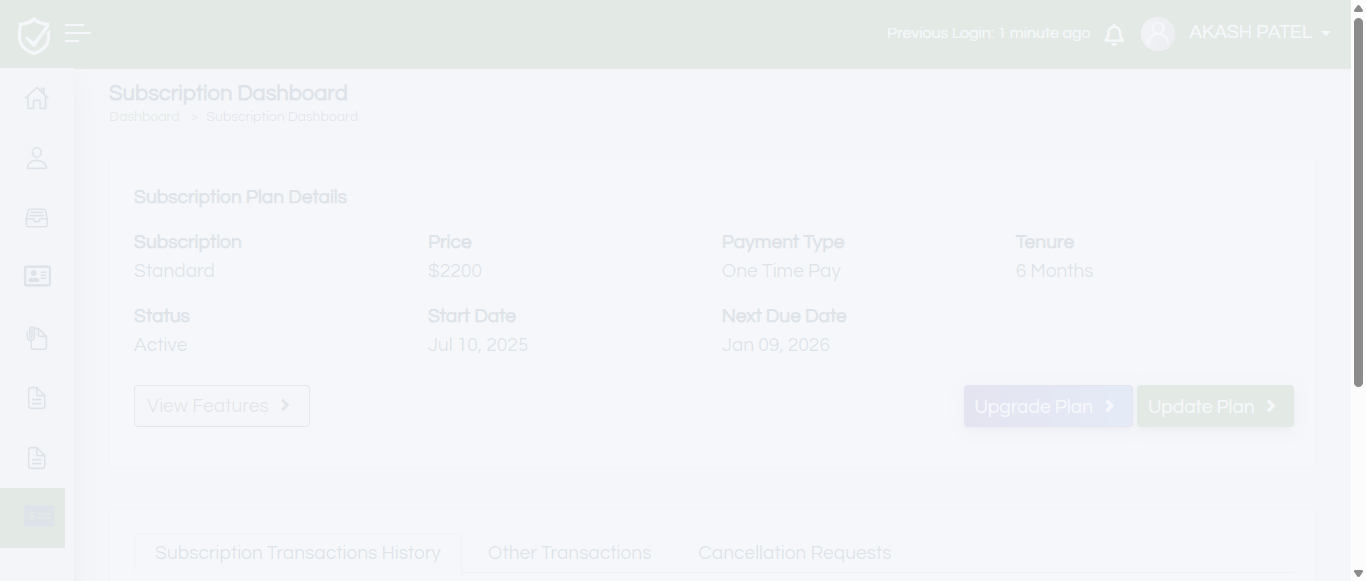 Previous Login: 1 minute ago AKASH PATEL
Subscription Dashboard
Dashboard > Subscription Dashboard
Subscription Plan Details
Subscription Price Payment Type Tenure
Standard $2200 One Time Pay 6 Months
Status Start Date Next Due Date
Active Jul 10, 2025 Jan 09, 2026
View Features Upgrade Plan Update Plan
Subscription Transactions History Other Transactions Cancellation Requests